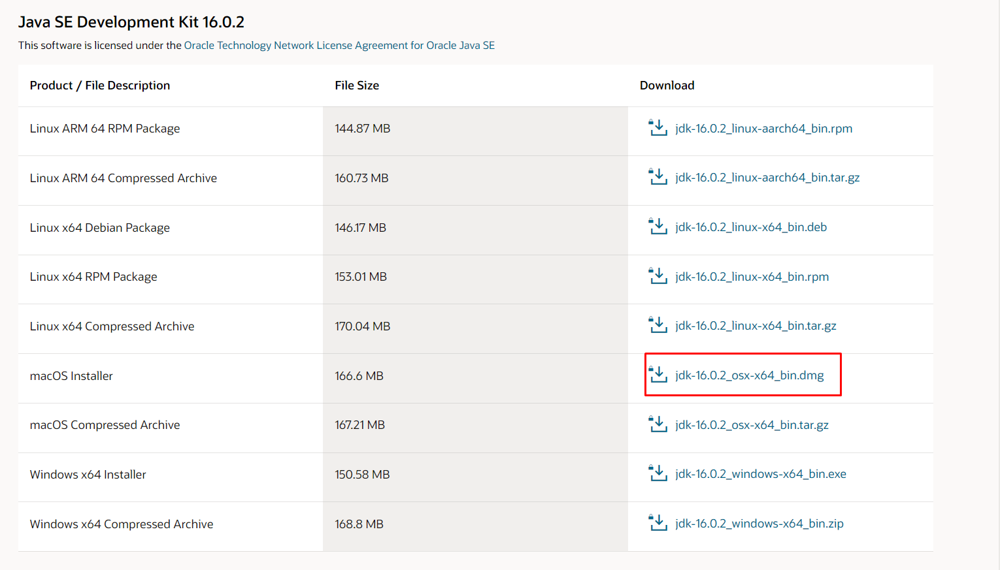 Java SE Development Kit 16.0.2
This software is licensed under the Oracle Technology Network License Agreement for Oracle Java SE
Product / File Description File Size Download
Linux ARM 64 RPM Package 144.87 MB jdk-16.0.2_linux-aarch64_bin.rpm
Linux ARM 64 Compressed Archive 160.73 MB jdk-16.0.2_linux-aarch64_bin.tar.gz
Linux x64 Debian Package 146.17 MB jdk-16.0.2_linux-x64_bin.deb
Linux x64 RPM Package 153.01 MB jdk-16.0.2_linux-x64_bin.rpm
Linux x64 Compressed Archive 170.04 MB jdk-16.0.2_linux-x64_bin.tar.gz
macOS Installer 166.6 MB jdk-16.0.2_osx-x64_bin.dmg
macOS Compressed Archive 167.21 MB jdk-16.0.2_osx-x64_bin.tar.gz
Windows x64 Installer 150.58 MB jdk-16.0.2_windows-x64_bin.exe
Windows x64 Compressed Archive 168.8 MB jdk-16.0.2_windows-x64_bin.zip